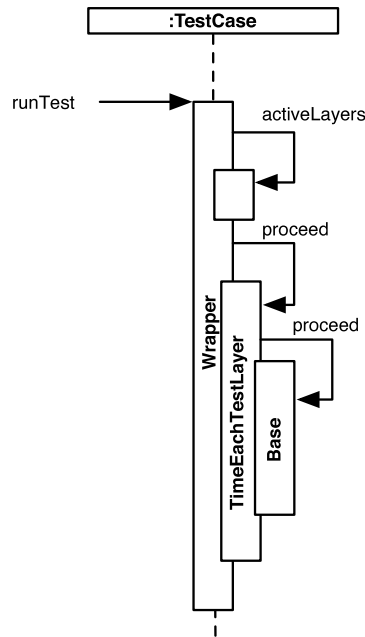 :TestCase
runTest
activeLayers
proceed
proceed
Wrapper
TimeEachTestLayer
Base